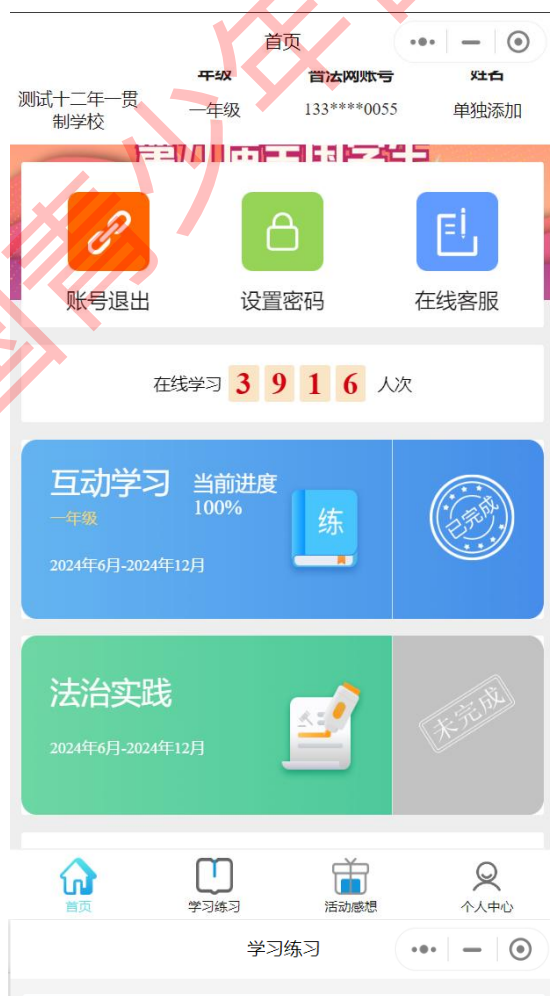 首页
年级 普法网账号 姓名
测试十二年一贯
制学校
一年级 133****0055 单独添加
账号退出 设置密码 在线客服
在线学习 3 9 1 6 人次
互动学习 当前进度
一年级 100%
练
已完成
2024年6月-2024年12月
法治实践
未完成
2024年6月-2024年12月
首页 学习练习 活动感想 个人中心
学习练习
青少年